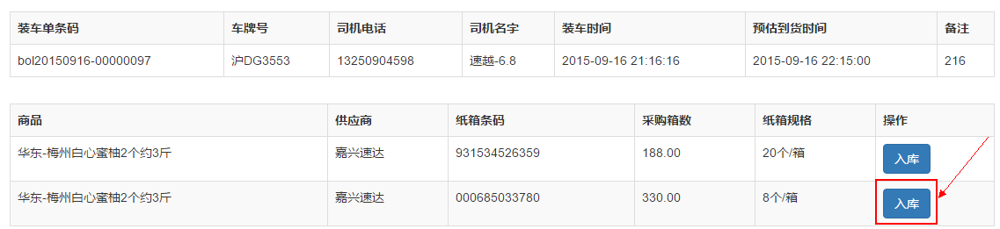 装车单条码 车牌号 司机电话 司机名字 装车时间 预估到货时间 备注
bol20150916-00000097 沪DG3553 13250904598 速越-6.8 2015-09-16 21:16:16 2015-09-16 22:15:00 216
商品 供应商 纸箱条码 采购箱数 纸箱规格 操作
华东-梅州白心蜜柚2个约3斤 嘉兴速达 931534526359 188.00 20个/箱 入库
华东-梅州白心蜜柚2个约3斤 嘉兴速达 000685033780 330.00 8个/箱 入库